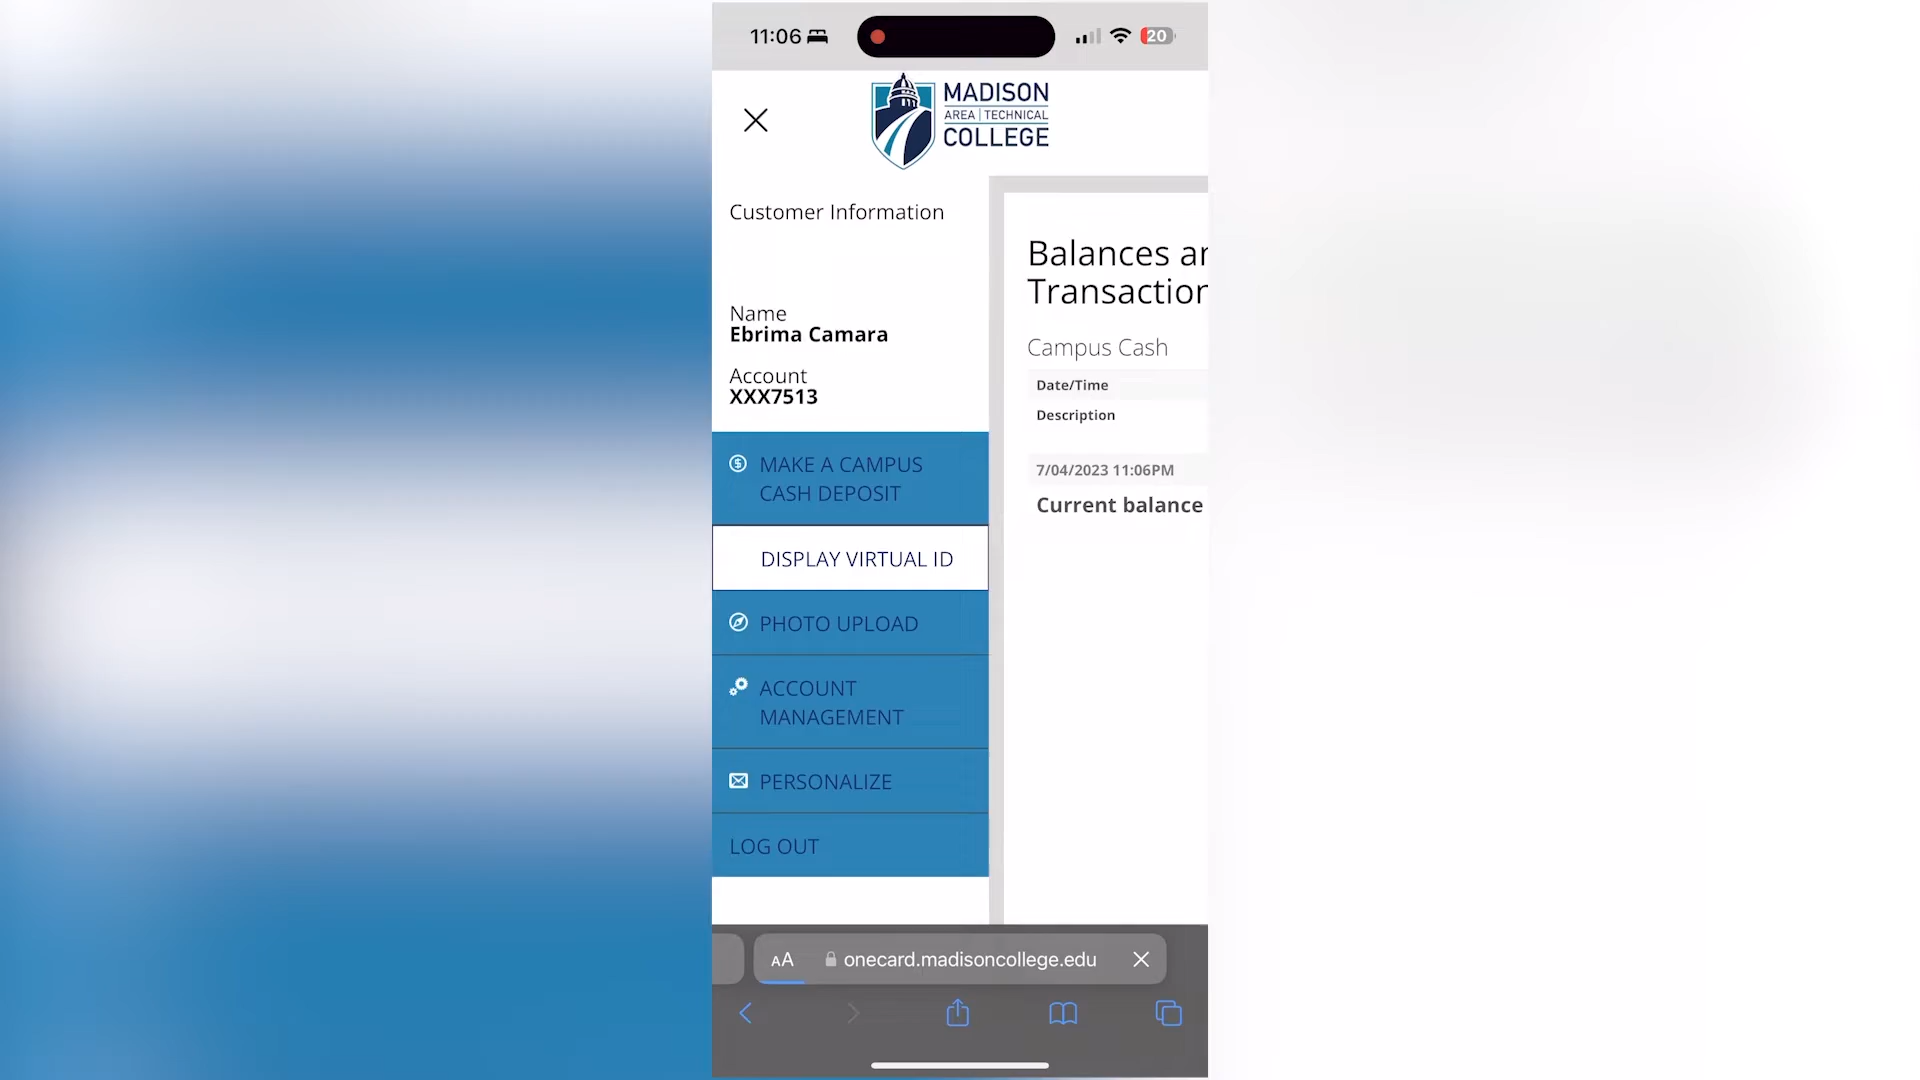 11:06
20
MADISON
AREA | TECHNICAL
COLLEGE
Customer Information
Name
Ebrima Camara
Account
XXX7513
MAKE A CAMPUS
CASH DEPOSIT
DISPLAY VIRTUAL ID
PHOTO UPLOAD
ACCOUNT
MANAGEMENT
PERSONALIZE
LOG OUT
Balances
Transaction
Campus Cash
Date/Time
Description
7/04/2023 11:06PM
Current balance
AA
onecard.madisoncollege.edu